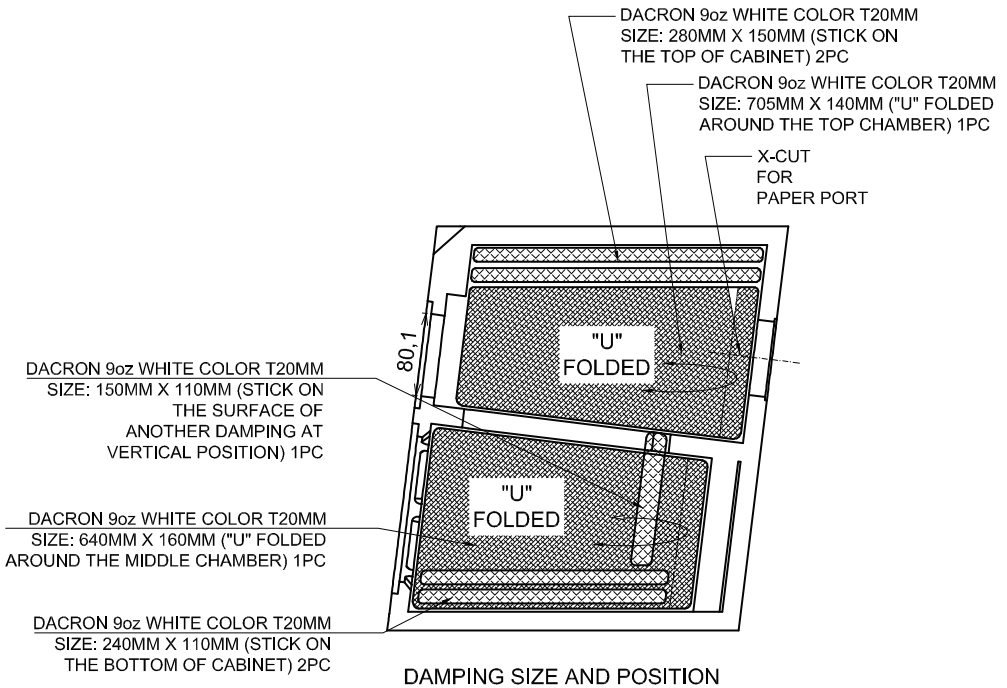 DACRON 9oz WHITE COLOR T20MM
SIZE: 280MM X 150MM (STICK ON
THE TOP OF CABINET) 2PC
DACRON 9oz WHITE COLOR T20MM
SIZE: 705MM X 140MM ("U" FOLDED
AROUND THE TOP CHAMBER) 1PC
X-CUT
FOR
PAPER PORT
80,1
"U"
FOLDED
DACRON 9oz WHITE COLOR T20MM
SIZE: 150MM X 110MM (STICK ON
THE SURFACE OF
ANOTHER DAMPING AT
VERTICAL POSITION) 1PC
"U"
FOLDED
DACRON 9oz WHITE COLOR T20MM
SIZE: 640MM X 160MM ("U" FOLDED
AROUND THE MIDDLE CHAMBER) 1PC
DACRON 9oz WHITE COLOR T20MM
SIZE: 240MM X 110MM (STICK ON
THE BOTTOM OF CABINET) 2PC
DAMPING SIZE AND POSITION